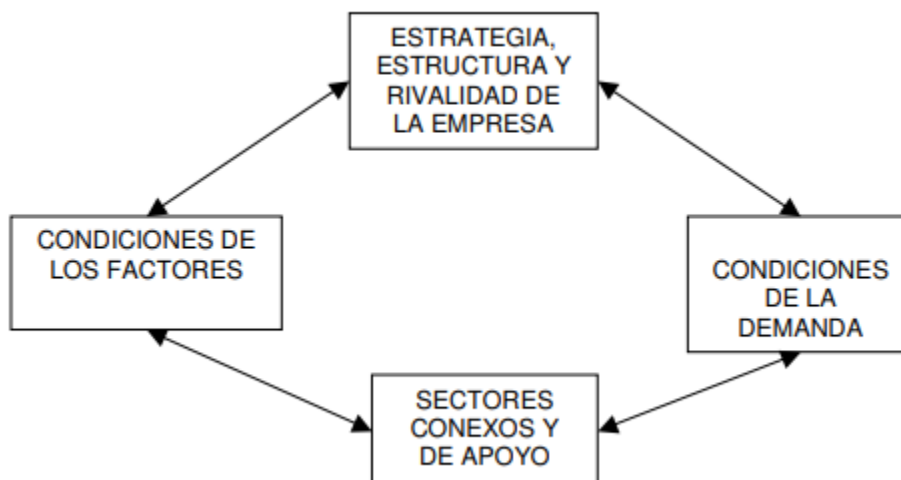 ESTRATEGIA,
ESTRUCTURA Y
RIVALIDAD DE
LA EMPRESA
CONDICIONES DE
LOS FACTORES
CONDICIONES
DE LA
DEMANDA
SECTORES
CONEXOS Y
DE APOYO